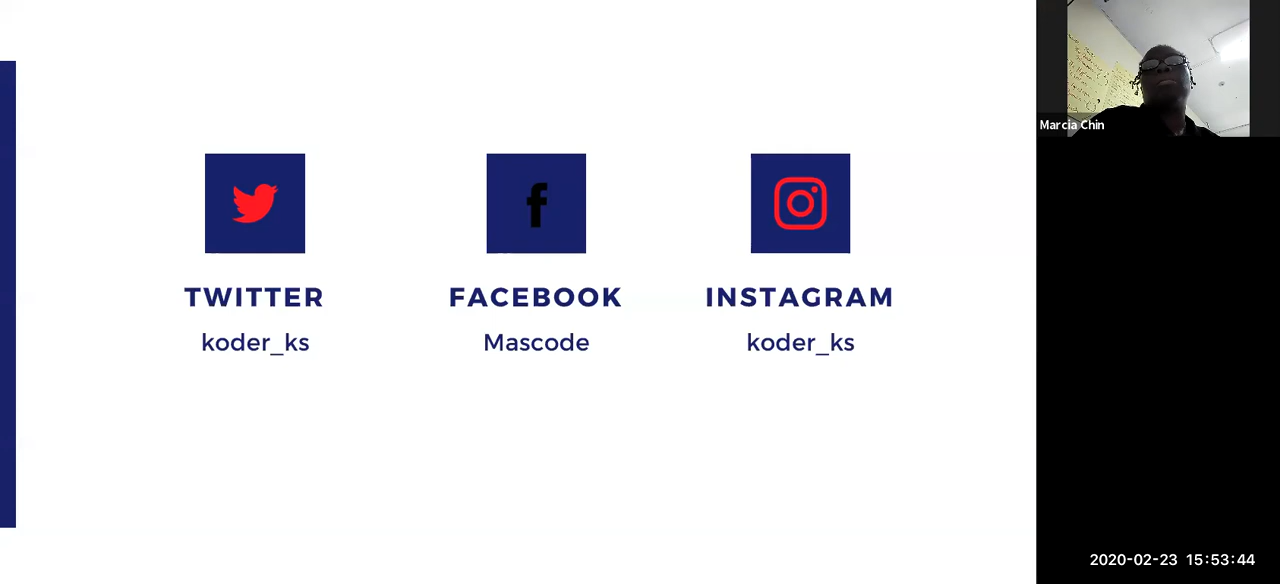 TWITTER
koder_ks
FACEBOOK
Mascode
INSTAGRAM
koder_ks
Marcia Chin
2020-02-23 15:53:44